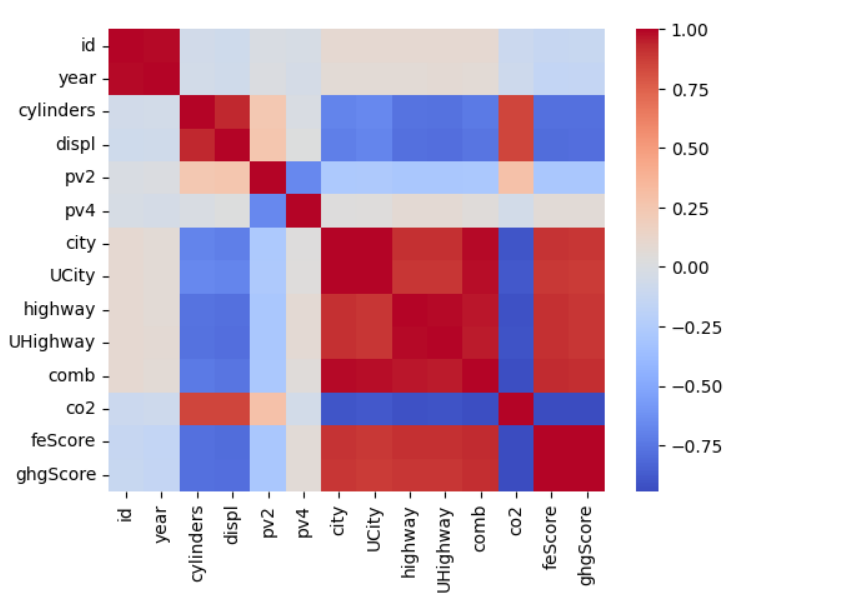 id
year
cylinders
displ
pv2
pv4
city
UCity
highway
UHighway
comb
co2
feScore
ghgScore
id
year
cylinders
displ
pv2
pv4
city
UCity
highway
UHighway
comb
co2
feScore
ghgScore
1.00
0.75
0.50
0.25
0.00
−0.25
−0.50
−0.75